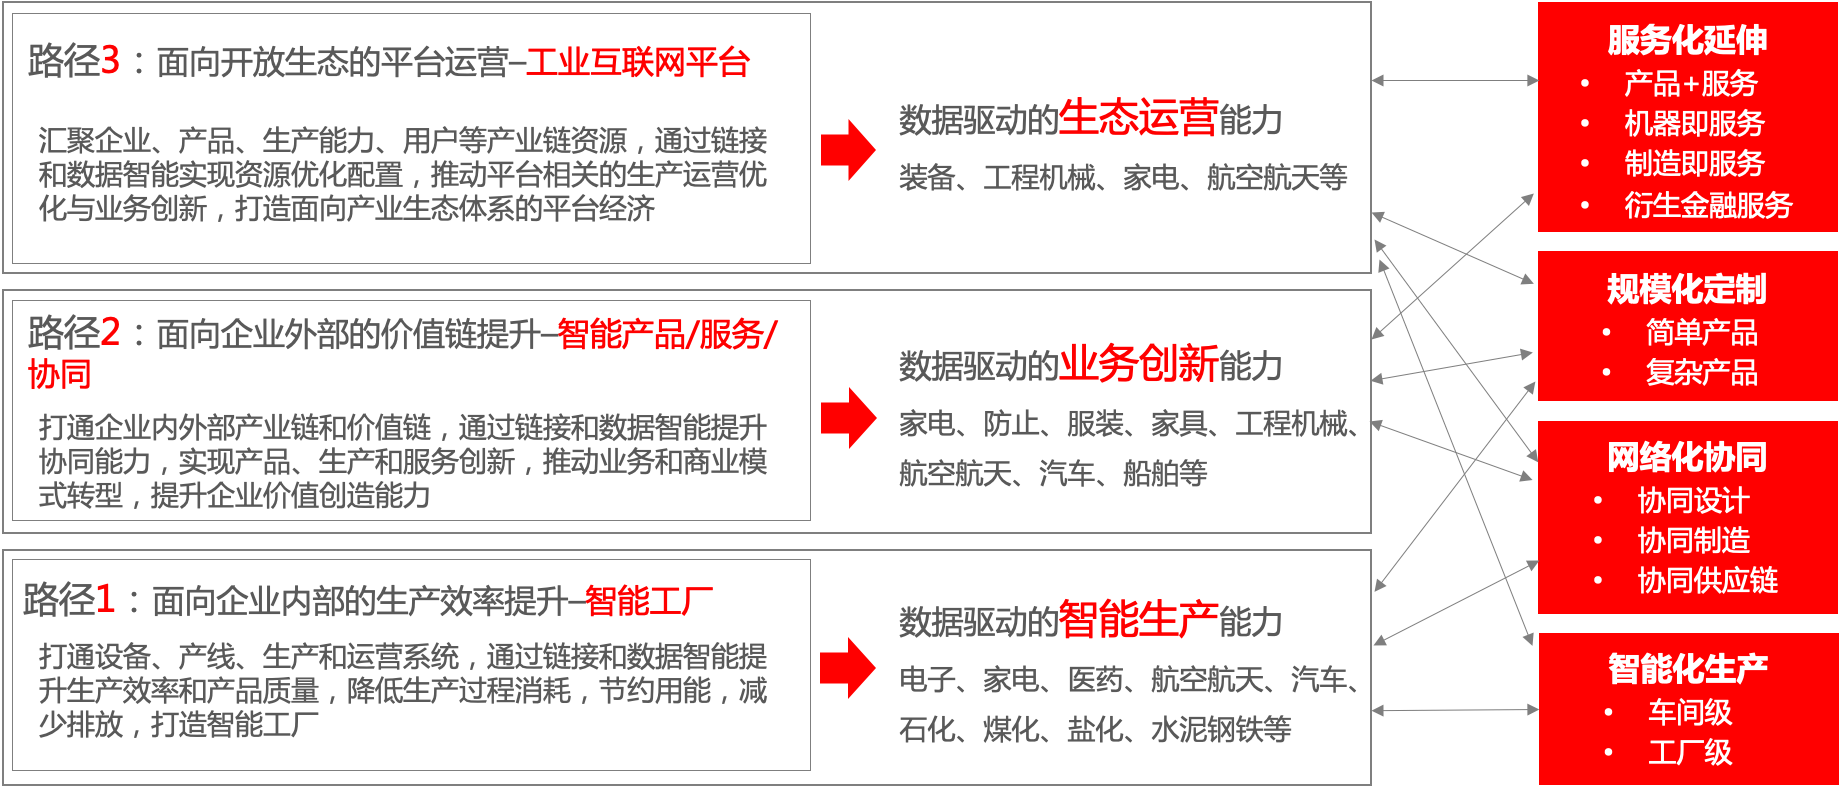 路径3：面向开放生态的平台运营–工业互联网平台
汇聚企业、产品、生产能力、用户等产业链资源，通过链接
和数据智能实现资源优化配置，推动平台相关的生产运营优
化与业务创新，打造面向产业生态体系的平台经济
数据驱动的生态运营能力
装备、工程机械、家电、航空航天等
路径2：面向企业外部的价值链提升–智能产品/服务/
协同
打通企业内外部产业链和价值链，通过链接和数据智能提升
协同能力，实现产品、生产和服务创新，推动业务和商业模
式转型，提升企业价值创造能力
数据驱动的业务创新能力
家电、防止、服装、家具、工程机械、
航空航天、汽车、船舶等
路径1：面向企业内部的生产效率提升–智能工厂
打通设备、产线、生产和运营系统，通过链接和数据智能提
升生产效率和产品质量，降低生产过程消耗，节约用能，减
少排放，打造智能工厂
数据驱动的智能生产能力
电子、家电、医药、航空航天、汽车、
石化、煤化、盐化、水泥钢铁等
服务化延伸
• 产品+服务
• 机器即服务
• 制造即服务
• 衍生金融服务
规模化定制
• 简单产品
• 复杂产品
网络化协同
• 协同设计
• 协同制造
• 协同供应链
智能化生产
• 车间级
• 工厂级